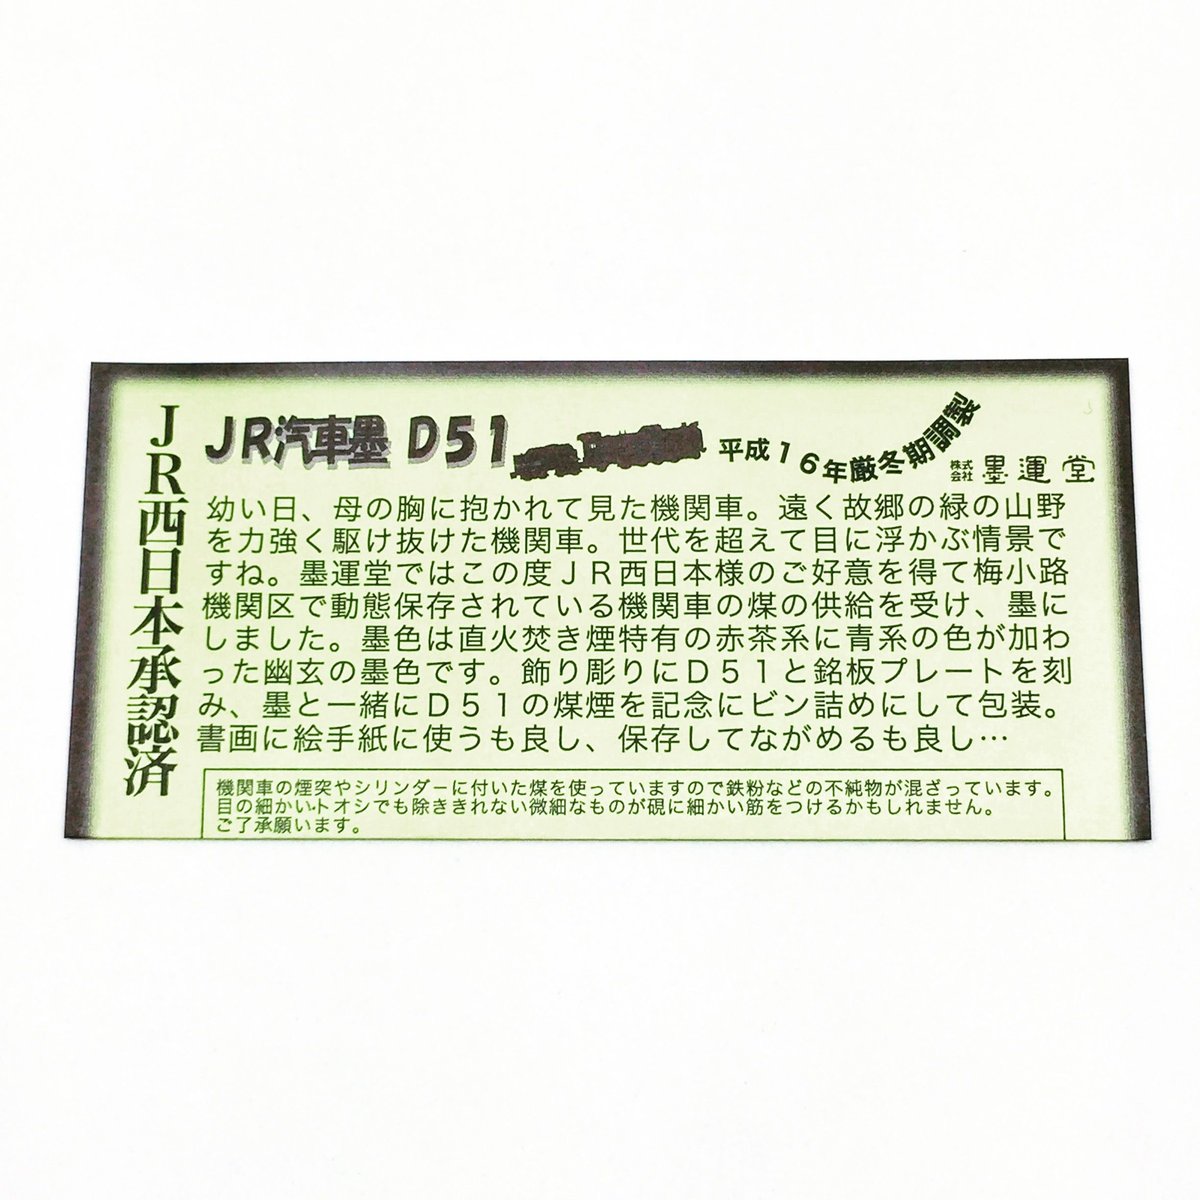 JR西日本承認済
JR汽車墨 D51
平成16年厳冬期調製
株式会社 墨運堂
幼い日、母の胸に抱かれて見た機関車。遠く故郷の緑の山野
を力強く駆け抜けた機関車。世代を超えて目に浮かぶ情景で
すね。墨運堂ではこの度JR西日本様のご好意を得て梅小路
機関区で動態保存されている機関車の煤の供給を受け、墨に
しました。墨色は直火焚き煙特有の赤茶系に青系の色が加わ
った幽玄の墨色です。飾り彫りにD51と銘板プレートを刻
み、墨と一緒にD51の煤煙を記念にビン詰めにして包装。
書画に絵手紙に使うも良し、保存してながめるも良し…
機関車の煙突やシリンダーに付いた煤を使っていますので鉄粉などの不純物が混ざっています。
目の細かいトオシでも除ききれない微細なものが硯に細かい筋をつけるかもしれません。
ご了承願います。